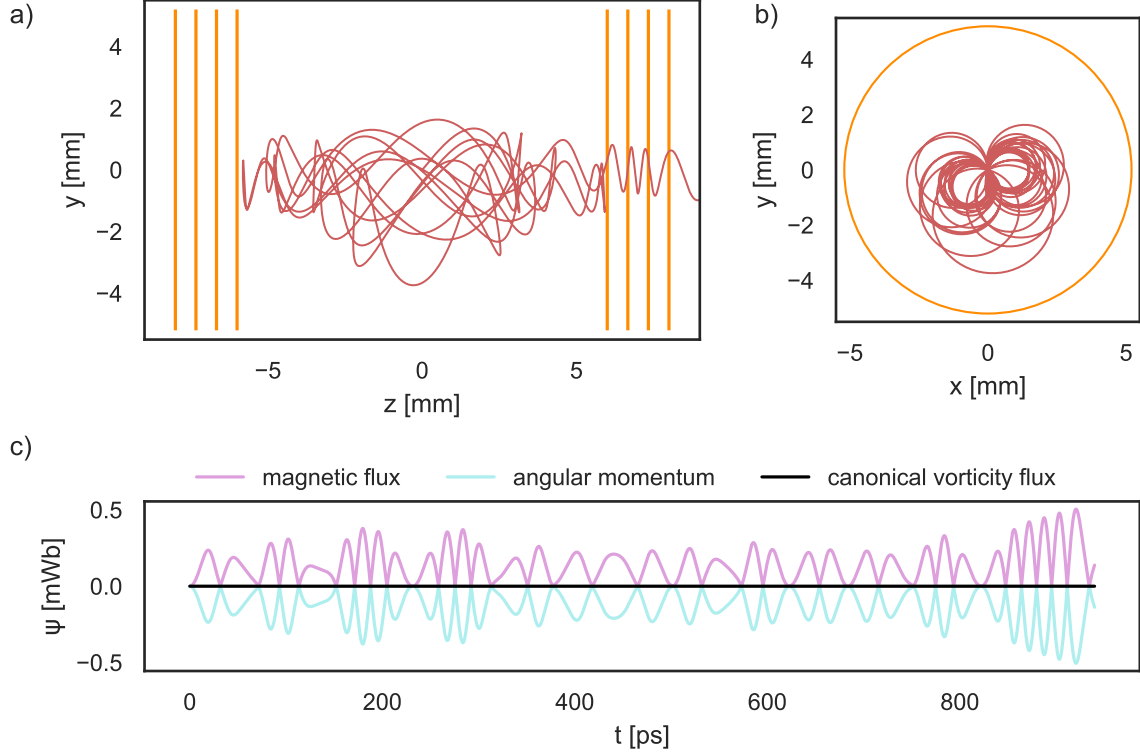 a)
4
2
0
−2
−4
y [mm]
−5 0 5
z [mm]
b)
4
2
0
−2
−4
y [mm]
−5 0 5
x [mm]
c)
magnetic flux angular momentum canonical vorticity flux
0.5
0.0
−0.5
ψ [mWb]
0 200 400 600 800
t [ps]